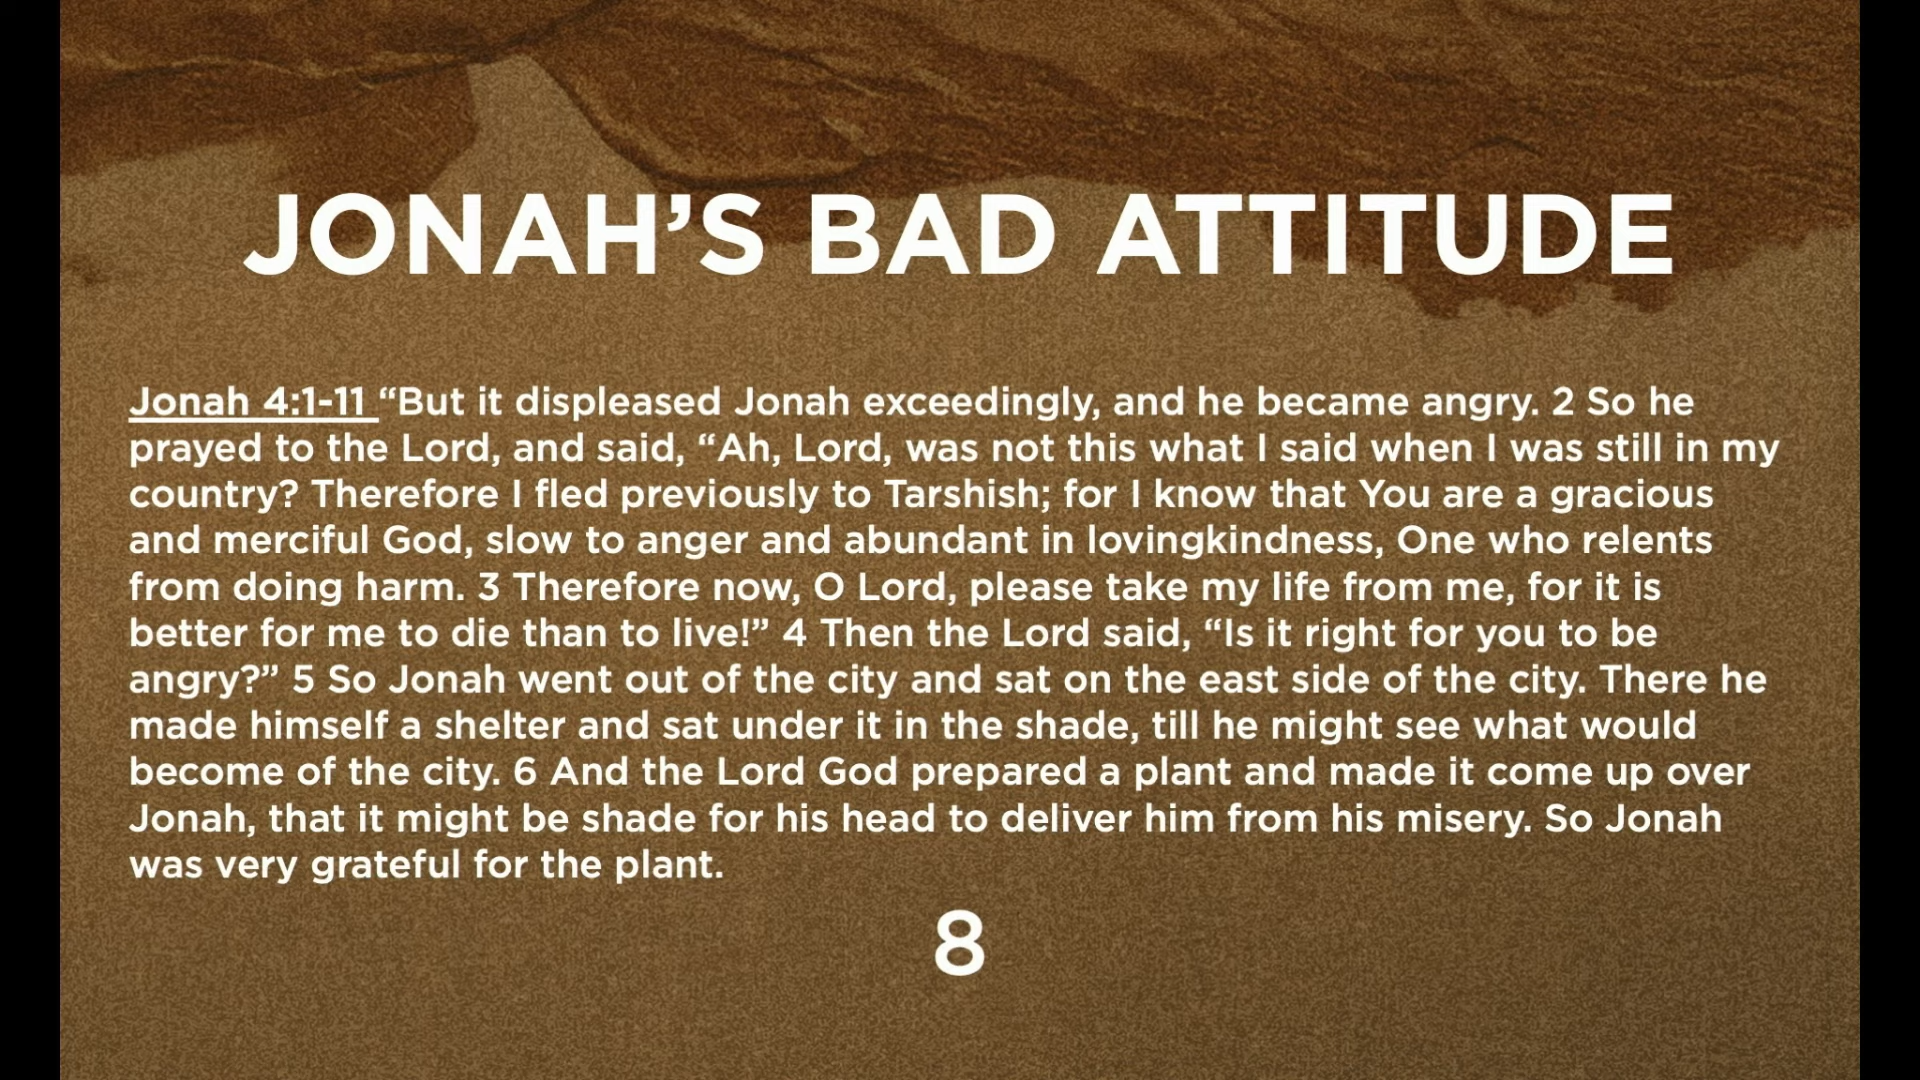 JONAH’S BAD ATTITUDE
Jonah 4:1-11 “But it displeased Jonah exceedingly, and he became angry. 2 So he
prayed to the Lord, and said, “Ah, Lord, was not this what I said when I was still in my
country? Therefore I fled previously to Tarshish; for I know that You are a gracious
and merciful God, slow to anger and abundant in lovingkindness, One who relents
from doing harm. 3 Therefore now, O Lord, please take my life from me, for it is
better for me to die than to live!” 4 Then the Lord said, “Is it right for you to be
angry?” 5 So Jonah went out of the city and sat on the east side of the city. There he
made himself a shelter and sat under it in the shade, till he might see what would
become of the city. 6 And the Lord God prepared a plant and made it come up over
Jonah, that it might be shade for his head to deliver him from his misery. So Jonah
was very grateful for the plant.
8